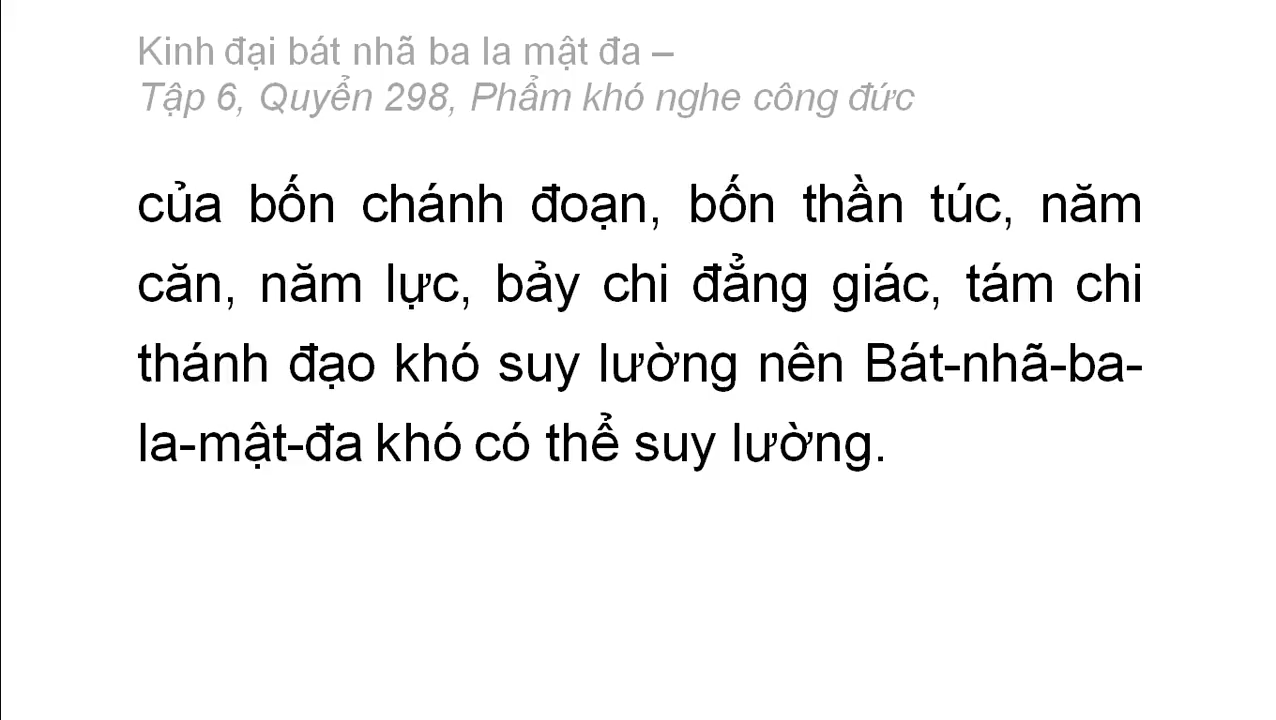 Kinh đại bát nhã ba la mật đa –
Tập 6, Quyển 298, Phẩm khó nghe công đức
của bốn chánh đoạn, bốn thần túc, năm
căn, năm lực, bảy chi đẳng giác, tám chi
thánh đạo khó suy lường nên Bát-nhã-ba-
la-mật-đa khó có thể suy lường.